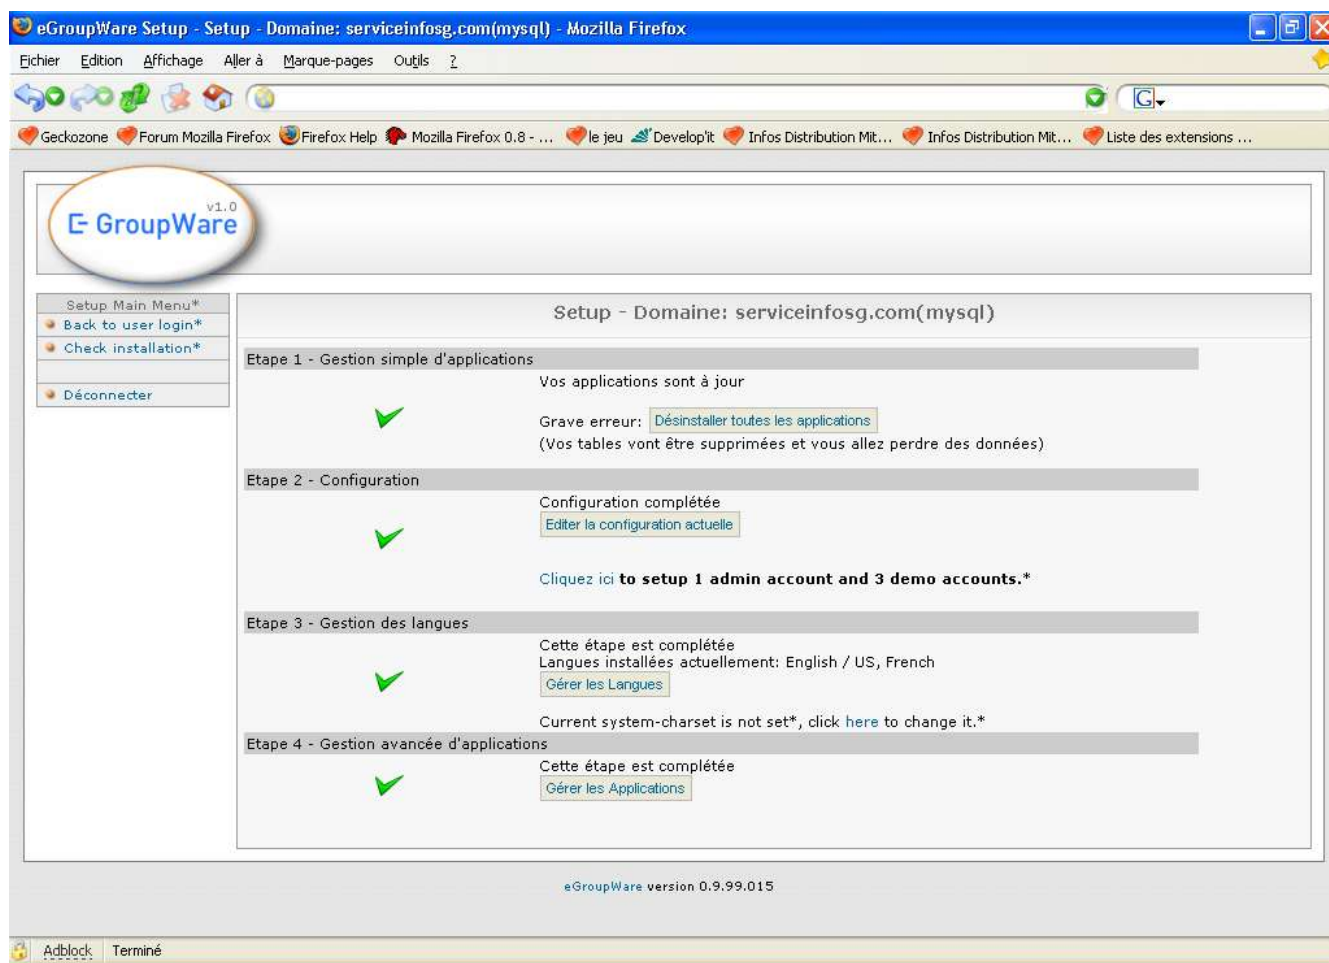 eGroupWare Setup - Setup - Domaine: serviceinfosg.com(mysql) - Mozilla Firefox
Fichier Edition Affichage Aller à Marque-pages Outils ?
G
Geckozone Forum Mozilla Firefox Firefox Help Mozilla Firefox 0.8 - ... le jeu Develop'it Infos Distribution Mit... Infos Distribution Mit... Liste des extensions ...
v1.0
E- GroupWare
Setup Main Menu*
Back to user login*
Check installation*
Déconnecter
Setup - Domaine: serviceinfosg.com(mysql)
Etape 1 - Gestion simple d'applications
Vos applications sont à jour
Grave erreur: Désinstaller toutes les applications
(Vos tables vont être supprimées et vous allez perdre des données)
Etape 2 - Configuration
Configuration complétée
Editer la configuration actuelle
Cliquez ici to setup 1 admin account and 3 demo accounts.*
Etape 3 - Gestion des langues
Cette étape est complétée
Langues installées actuellement: English / US, French
Gérer les Langues
Current system-charset is not set*, click here to change it.*
Etape 4 - Gestion avancée d'applications
Cette étape est complétée
Gérer les Applications
eGroupWare version 0.9.99.015
Adblock Terminé